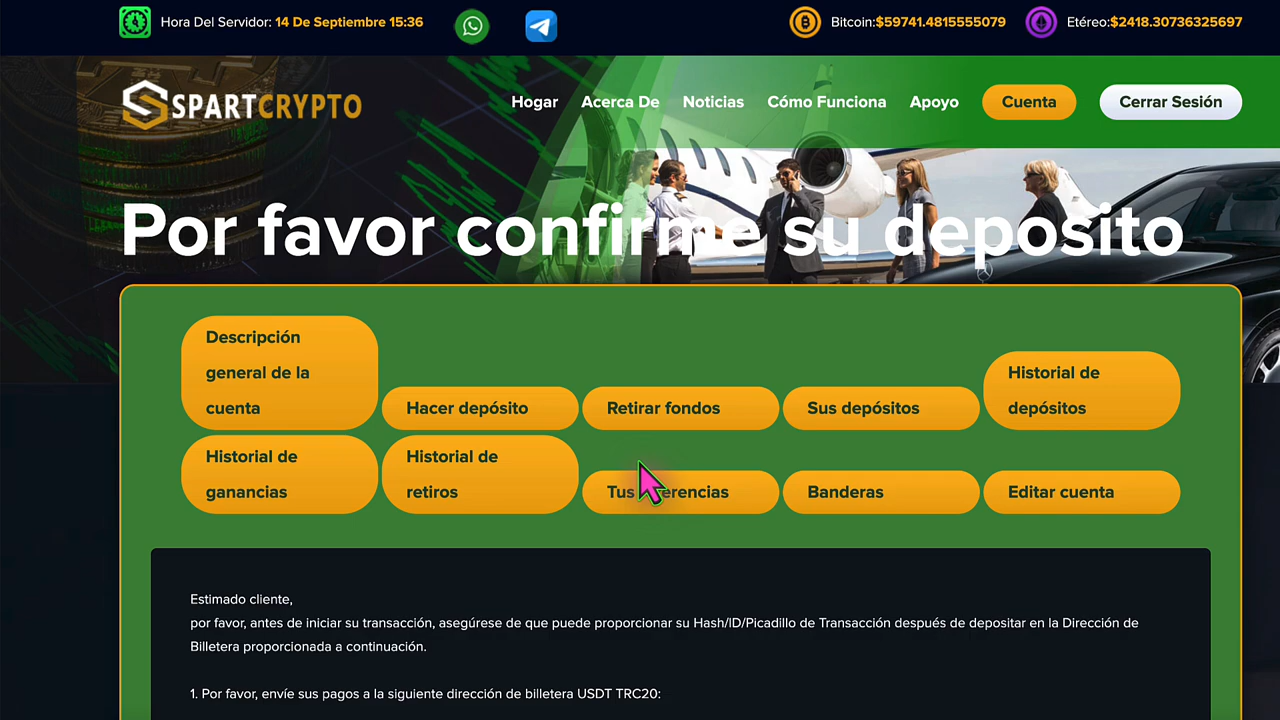 Hora Del Servidor: 14 De Septiembre 15:36
Bitcoin:$59741.4815555079
Etéreo:$2418.30736325697
SPARTCRYPTO
Hogar
Acerca De
Noticias
Cómo Funciona
Apoyo
Cuenta
Cerrar Sesión
Por favor confirme su deposito
Descripción
general de la
cuenta
Hacer depósito
Retirar fondos
Sus depósitos
Historial de
depósitos
Historial de
ganancias
Historial de
retiros
Tus
Banderas
Editar cuenta
Estimado cliente,
por favor, antes de iniciar su transacción, asegúrese de que puede proporcionar su Hash/ID/Picadillo de Transacción después de depositar en la Dirección de
Billetera proporcionada a continuación.
1. Por favor, envíe sus pagos a la siguiente dirección de billetera USDT TRC20: